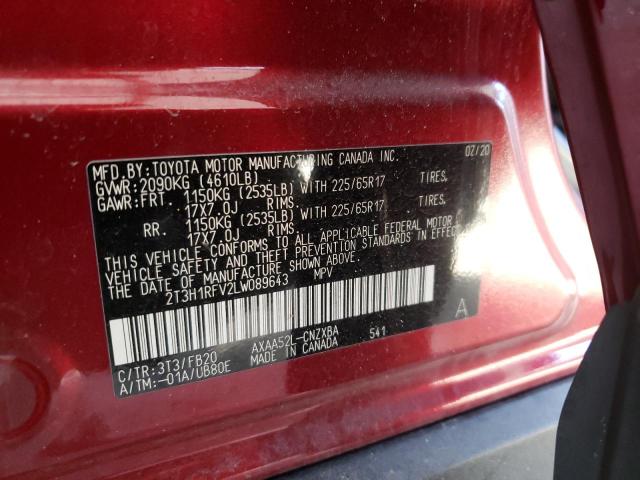 MFD.BY:TOYOTA MOTOR MANUFACTURING CANADA INC. 02/20
GVWR:2090KG (4610LB)
GAWR:FRT. 1150KG (2535LB) WITH 225/65R17 TIRES.
17X7.0J RIMS
RR. 1150KG (2535LB) WITH 225/65R17 TIRES.
17X7.0J RIMS
THIS VEHICLE CONFORMS TO ALL APPLICABLE FEDERAL MOTOR
VEHICLE SAFETY AND THEFT PREVENTION STANDARDS IN EFFECT
ON THE DATE OF MANUFACTURE SHOWN ABOVE.
2T3H1RFV2LW089643 MPV
A
C/TR:3T3/FB20 AXAA52L-CNZXBA 541
A/TM:-01A/UB80E MADE IN CANADA